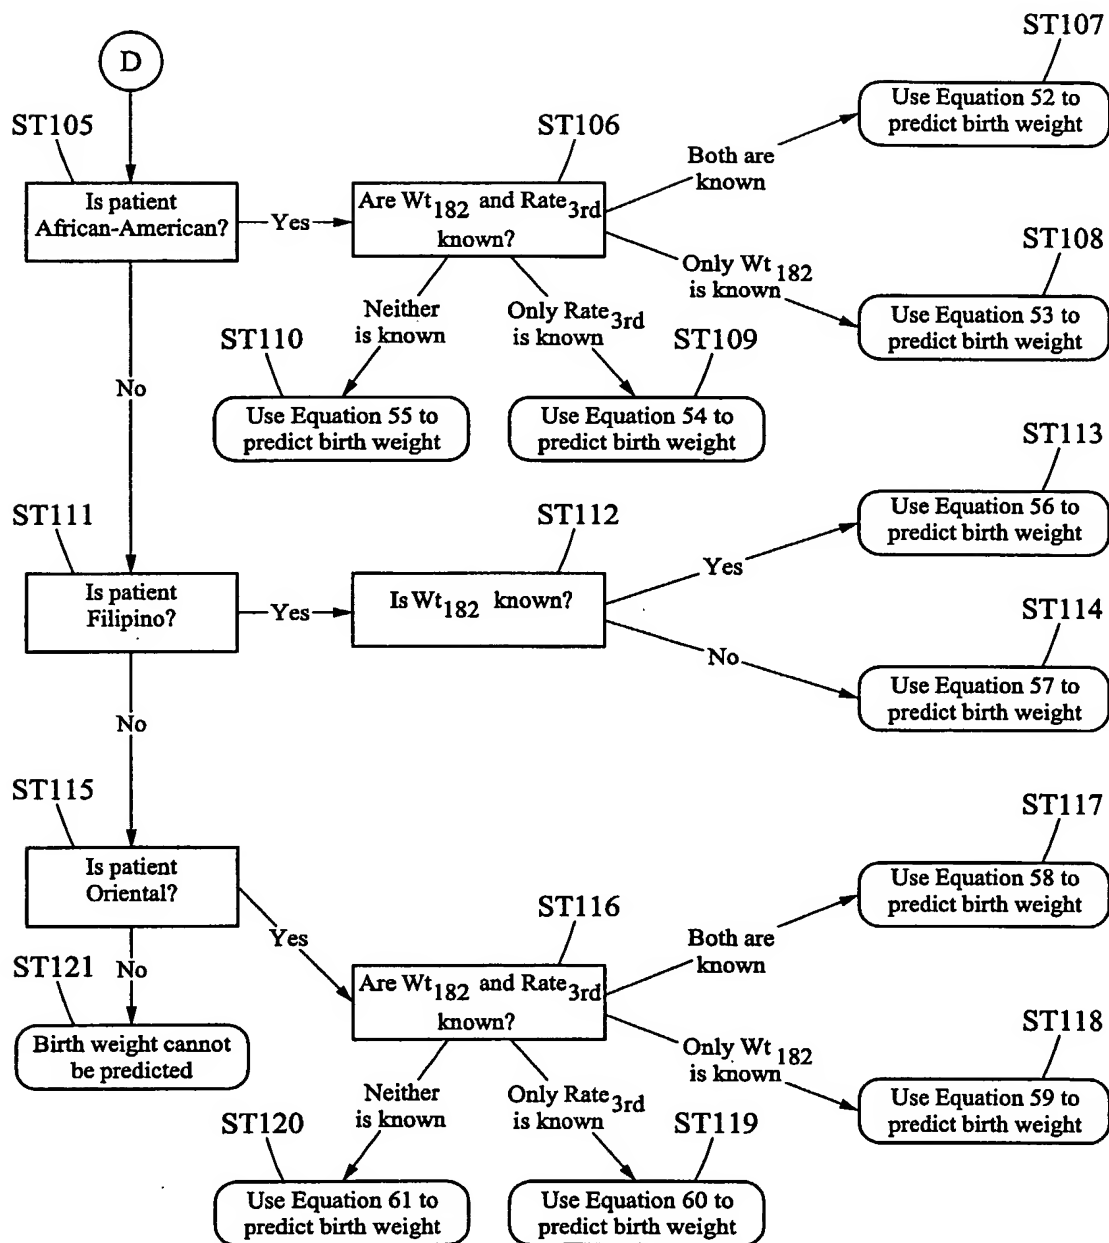 D
ST105
Is patient
African-American?
Yes
ST106
Are Wt182 and Rate3rd
known?
Both are
known
ST107
Use Equation 52 to
predict birth weight
Only Wt182
is known
ST108
Use Equation 53 to
predict birth weight
Neither
is known
Only Rate3rd
is known
ST110
Use Equation 55 to
predict birth weight
ST109
Use Equation 54 to
predict birth weight
No
ST111
Is patient
Filipino?
Yes
ST112
Is Wt182 known?
Yes
ST113
Use Equation 56 to
predict birth weight
No
ST114
Use Equation 57 to
predict birth weight
No
ST115
Is patient
Oriental?
Yes
ST116
Are Wt182 and Rate3rd
known?
Both are
known
ST117
Use Equation 58 to
predict birth weight
Only Wt182
is known
ST118
Use Equation 59 to
predict birth weight
No
ST121
Birth weight cannot
be predicted
Neither
is known
Only Rate3rd
is known
ST120
Use Equation 61 to
predict birth weight
ST119
Use Equation 60 to
predict birth weight